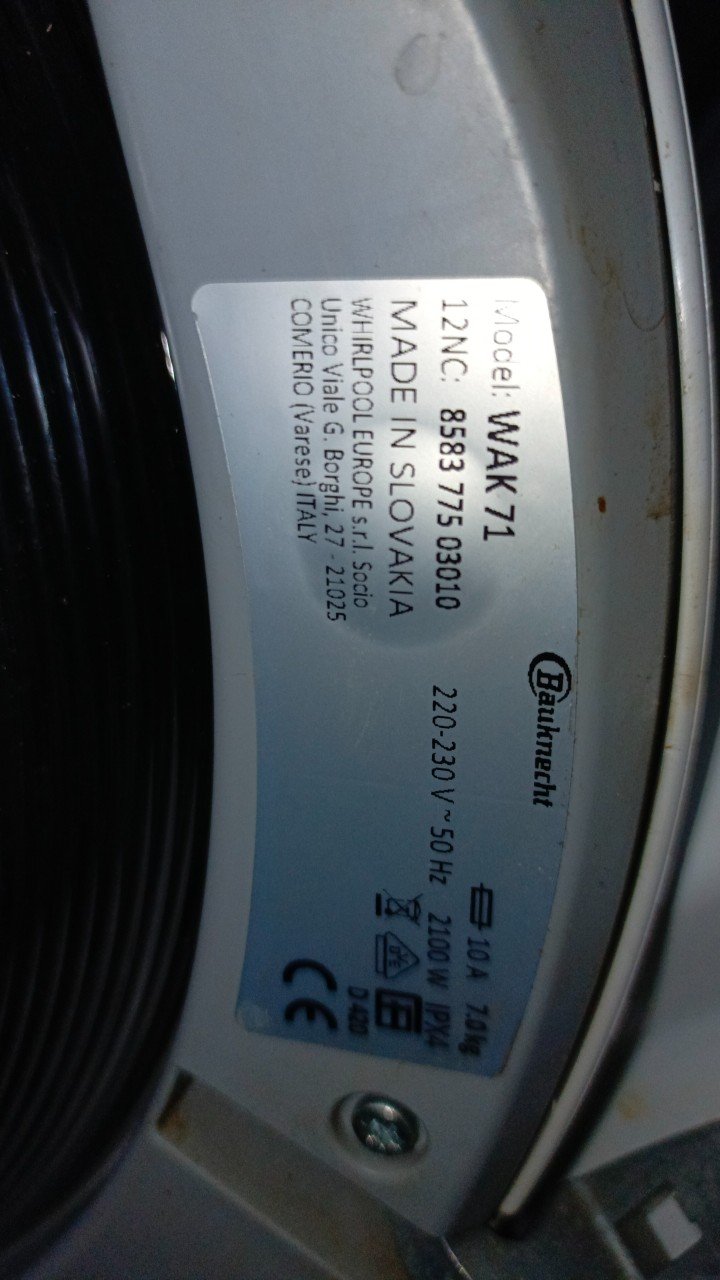 Bauknecht
Model: WAK 71
12NC: 8583 775 03010
MADE IN SLOVAKIA
WHIRLPOOL EUROPE s.r.l. Socio
Unico Viale G. Borghi, 27 - 21025
COMERIO (Varese) ITALY
10 A 7.0 kg
220-230 V ~ 50 Hz 2100 W IPX4
CE